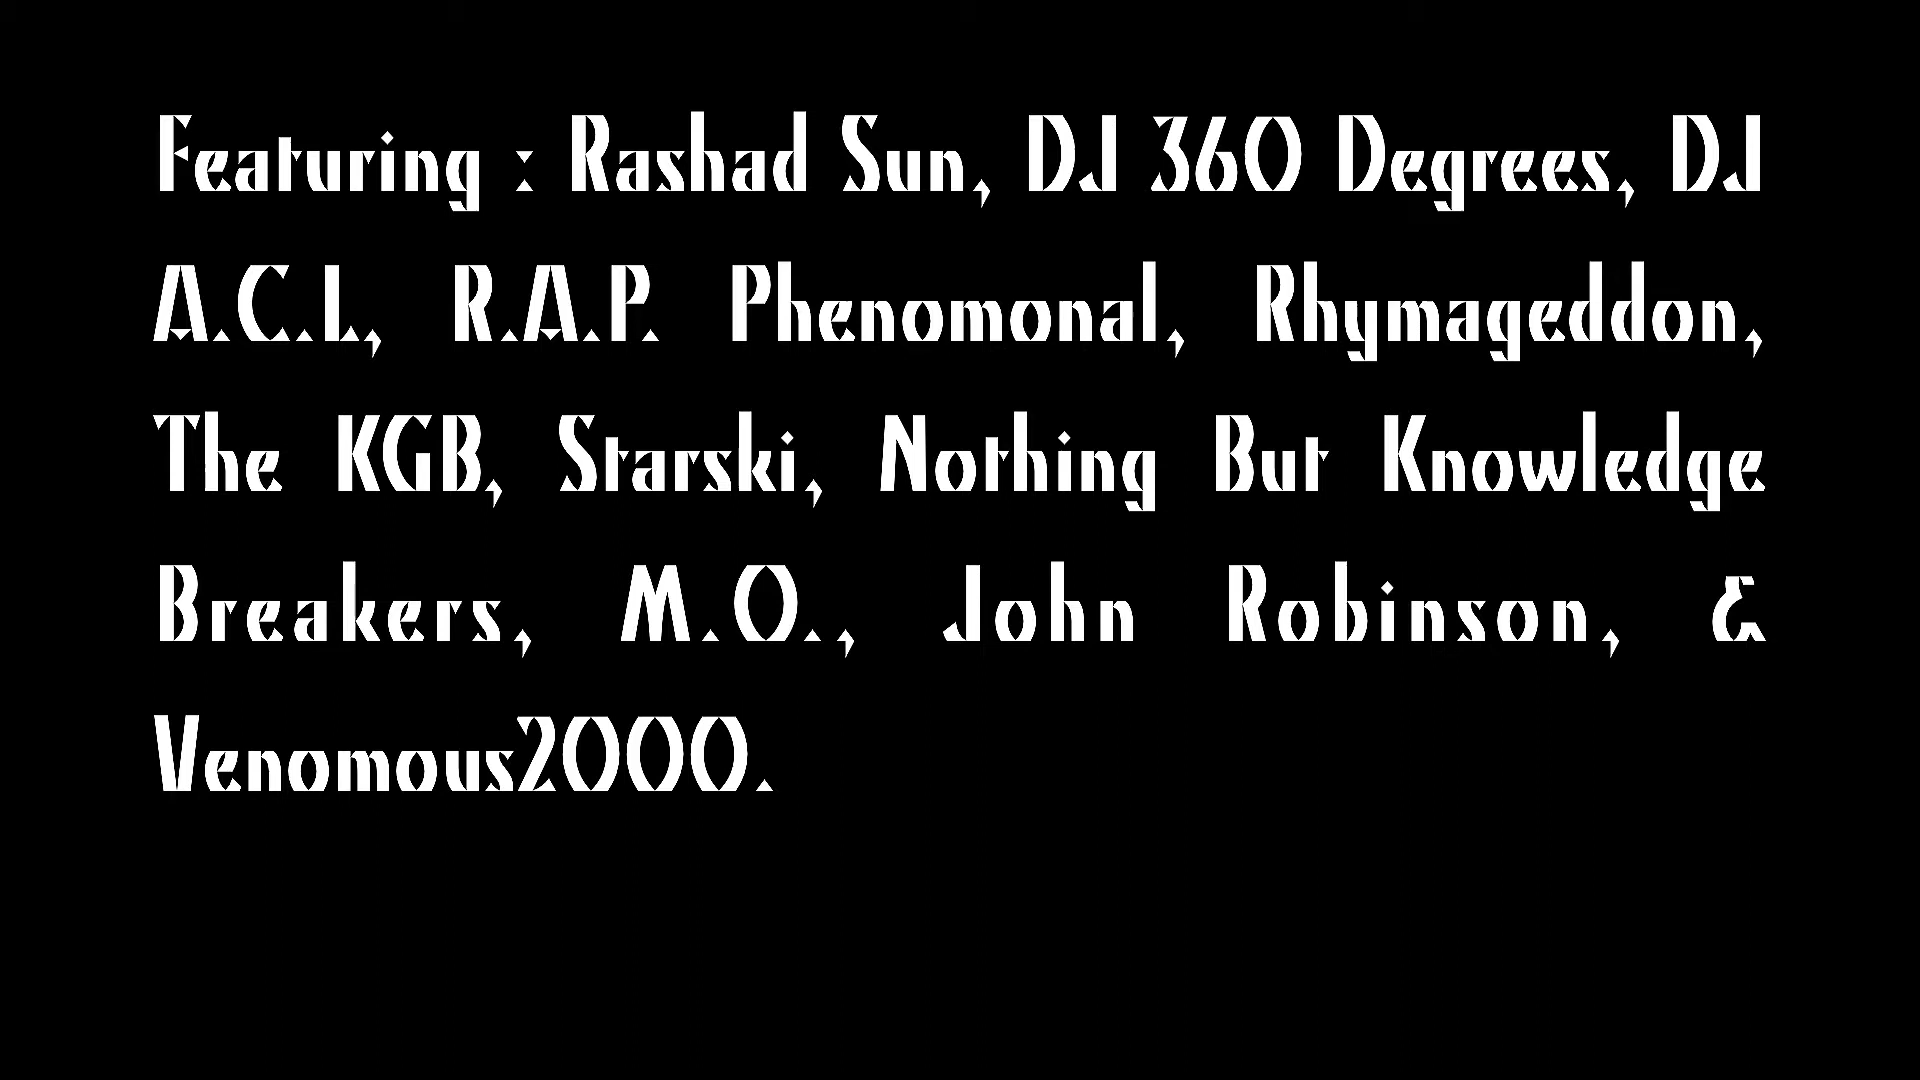 Featuring : Rashad Sun, DJ 360 Degrees, DJ
A.C.L, R.A.P. Phenomonal, Rhymageddon,
The KGB, Starski, Nothing But Knowledge
Breakers, M.O., John Robinson, &
Venomous2000.